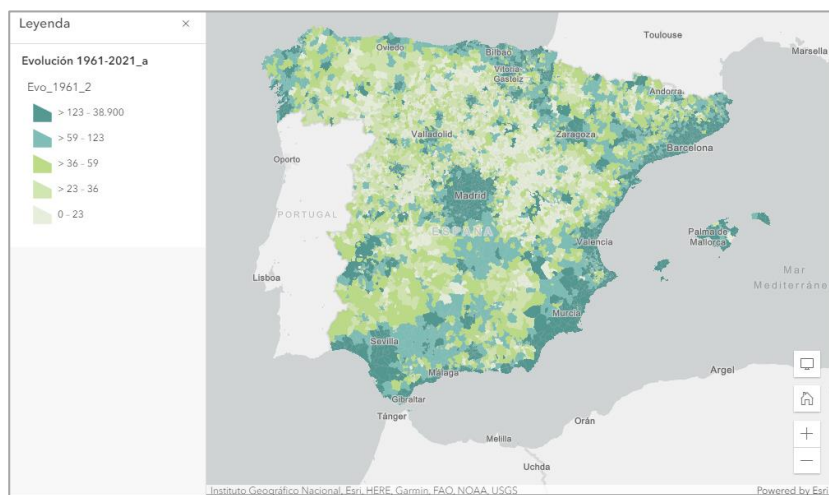 Leyenda
×
Evolución 1961-2021_a
Evo_1961_2
> 123 - 38.900
> 59 - 123
> 36 - 59
> 23 - 36
0 - 23
Toulouse
Marsella
Oviedo
Bilbao
Vitoria
Gasteiz
Andorra
Valladolid
Zaragoza
Barcelona
Oporto
Madrid
PORTUGAL
ESPAÑA
Palma de
Mallorca
Valencia
Lisboa
Mar
Mediterráne
Murcia
Sevilla
Málaga
Gibraltar
Argel
Tánger
Orán
Melilla
Uchda
+
−
Instituto Geográfico Nacional, Esri, HERE, Garmin, FAO, NOAA, USGS
Powered by Esri